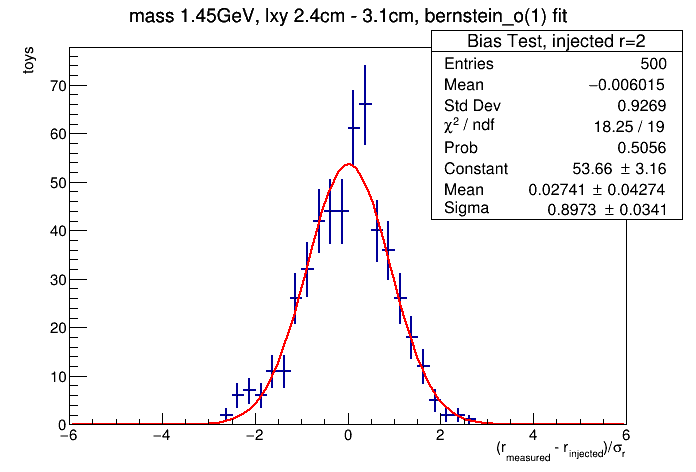 mass 1.45GeV, lxy 2.4cm - 3.1cm, bernstein_o(1) fit
toys
Bias Test, injected r=2
Entries 500
Mean −0.006015
Std Dev 0.9269
χ² / ndf 18.25 / 19
Prob 0.5056
Constant 53.66 ± 3.16
Mean 0.02741 ± 0.04274
Sigma 0.8973 ± 0.0341
70
60
50
40
30
20
10
0
−6 −4 −2 0 2 4 6
(r_measured - r_injected)/σ_r